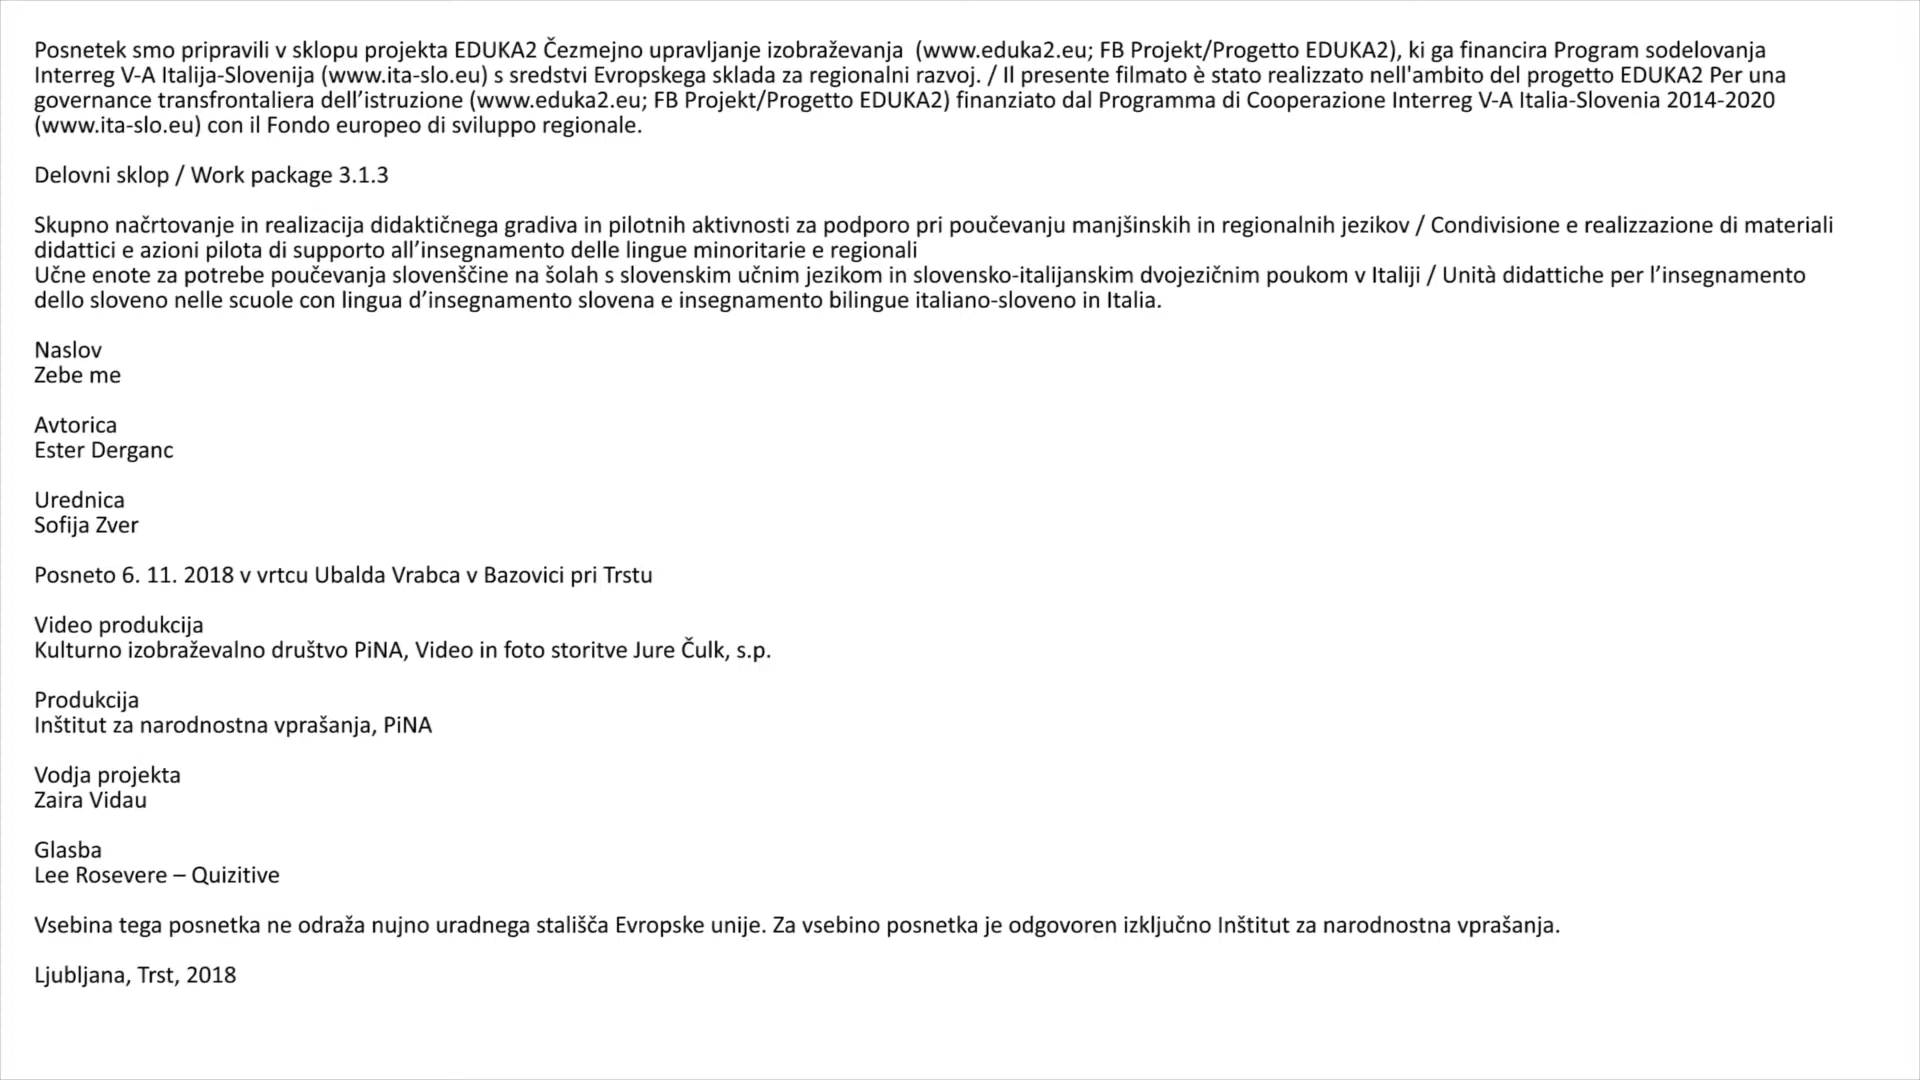 Posnetek smo pripravili v sklopu projekta EDUKA2 Čezmejno upravljanje izobraževanja  (www.eduka2.eu; FB Projekt/Progetto EDUKA2), ki ga financira Program sodelovanja
Interreg V-A Italija-Slovenija (www.ita-slo.eu) s sredstvi Evropskega sklada za regionalni razvoj. / Il presente filmato è stato realizzato nell'ambito del progetto EDUKA2 Per una
governance transfrontaliera dell’istruzione (www.eduka2.eu; FB Projekt/Progetto EDUKA2) finanziato dal Programma di Cooperazione Interreg V-A Italia-Slovenia 2014-2020
(www.ita-slo.eu) con il Fondo europeo di sviluppo regionale.
Delovni sklop / Work package 3.1.3
Skupno načrtovanje in realizacija didaktičnega gradiva in pilotnih aktivnosti za podporo pri poučevanju manjšinskih in regionalnih jezikov / Condivisione e realizzazione di materiali
didattici e azioni pilota di supporto all’insegnamento delle lingue minoritarie e regionali
Učne enote za potrebe poučevanja slovenščine na šolah s slovenskim učnim jezikom in slovensko-italijanskim dvojezičnim poukom v Italiji / Unità didattiche per l’insegnamento
dello sloveno nelle scuole con lingua d’insegnamento slovena e insegnamento bilingue italiano-sloveno in Italia.
Naslov
Zebe me
Avtorica
Ester Derganc
Urednica
Sofija Zver
Posneto 6. 11. 2018 v vrtcu Ubalda Vrabca v Bazovici pri Trstu
Video produkcija
Kulturno izobraževalno društvo PiNA, Video in foto storitve Jure Čulk, s.p.
Produkcija
Inštitut za narodnostna vprašanja, PiNA
Vodja projekta
Zaira Vidau
Glasba
Lee Rosevere – Quizitive
Vsebina tega posnetka ne odraža nujno uradnega stališča Evropske unije. Za vsebino posnetka je odgovoren izključno Inštitut za narodnostna vprašanja.
Ljubljana, Trst, 2018